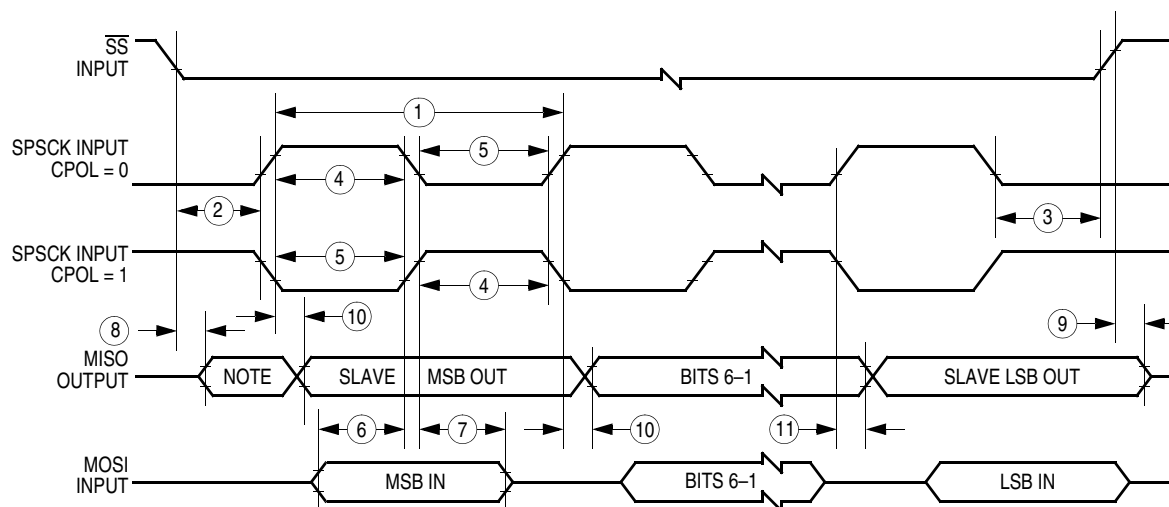 SS
INPUT
1
SPSCK INPUT
CPOL = 0
5
4
2
3
SPSCK INPUT
CPOL = 1
5
4
8
10
9
MISO
OUTPUT
NOTE
SLAVE MSB OUT
BITS 6–1
SLAVE LSB OUT
6
7
10
11
MOSI
INPUT
MSB IN
BITS 6–1
LSB IN